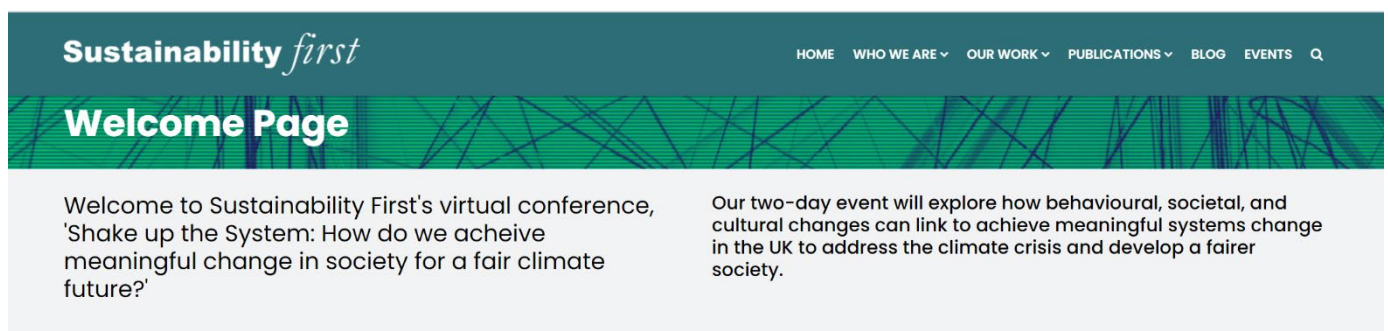 Sustainability first
HOME WHO WE ARE OUR WORK PUBLICATIONS BLOG EVENTS
Welcome Page
Welcome to Sustainability First's virtual conference,
'Shake up the System: How do we acheive
meaningful change in society for a fair climate
future?'
Our two-day event will explore how behavioural, societal, and
cultural changes can link to achieve meaningful systems change
in the UK to address the climate crisis and develop a fairer
society.